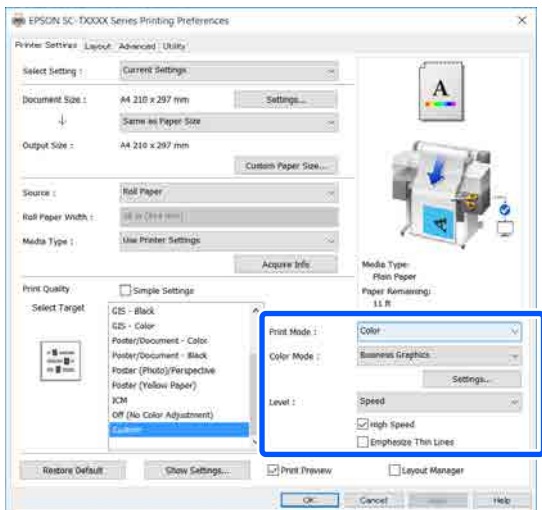 EPSON SC-TXXXX Series Printing Preferences
Printer Settings Layout Advanced Utility
Select Setting : Current Settings
Document Size : A4 210 x 297 mm Settings...
Same as Paper Size
Output Size : A4 210 x 297 mm
Custom Paper Size...
Source : Roll Paper
Roll Paper Width :
Media Type : Use Printer Settings
Acquire Info
A
Media Type:
Plain Paper
Paper Remaining:
11 ft
Print Quality Simple Settings
Select Target
GIS - Black
GIS - Color
Poster/Document - Color
Poster/Document - Black
Poster (Photo)/Perspective
Poster (Yellow Paper)
ICM
Off (No Color Adjustment)
Custom
Print Mode : Color
Color Mode : Business Graphics
Settings...
Level : Speed
High Speed
Emphasize Thin Lines
Restore Default Show Settings... Print Preview Layout Manager
OK Cancel Help